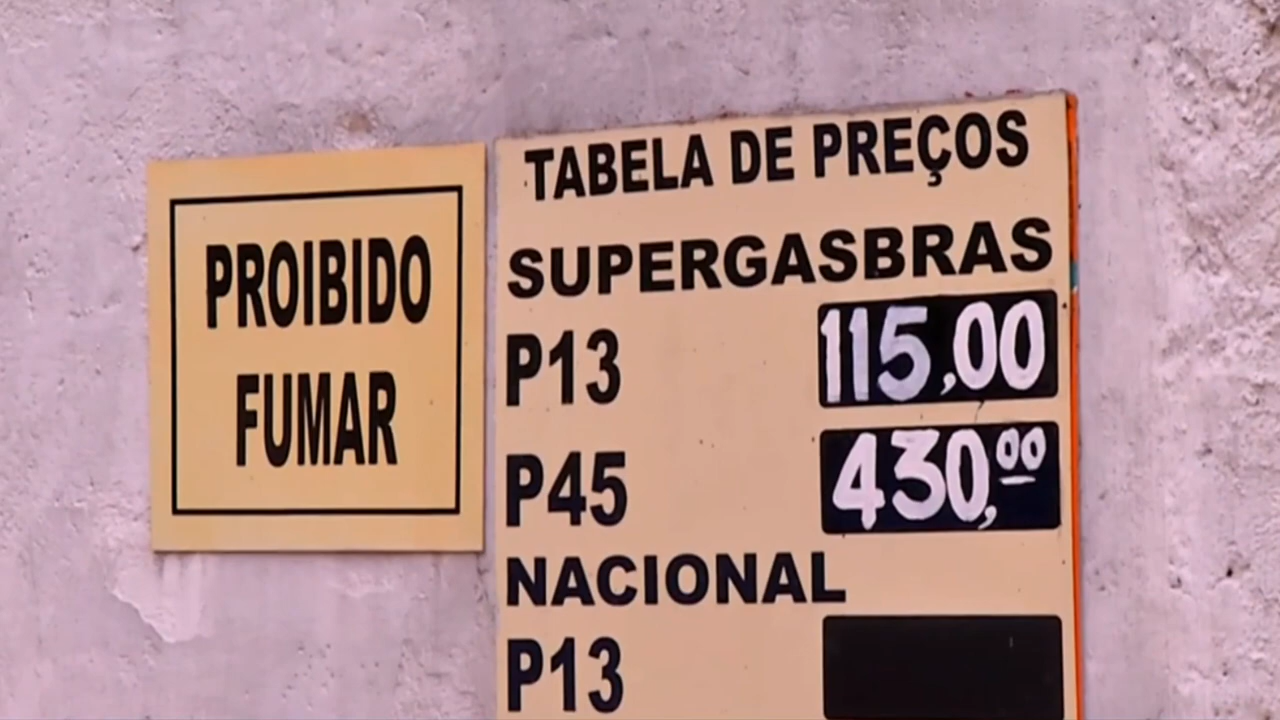 PROIBIDO
FUMAR
TABELA DE PREÇOS
SUPERGASBRAS
P13 115,00
P45 430,00
NACIONAL
P13